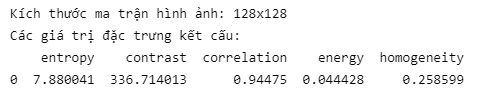 Kích thước ma trận hình ảnh: 128x128
Các giá trị đặc trưng kết cấu:
entropy contrast correlation energy homogeneity
0 7.880041 336.714013 0.94475 0.044428 0.258599